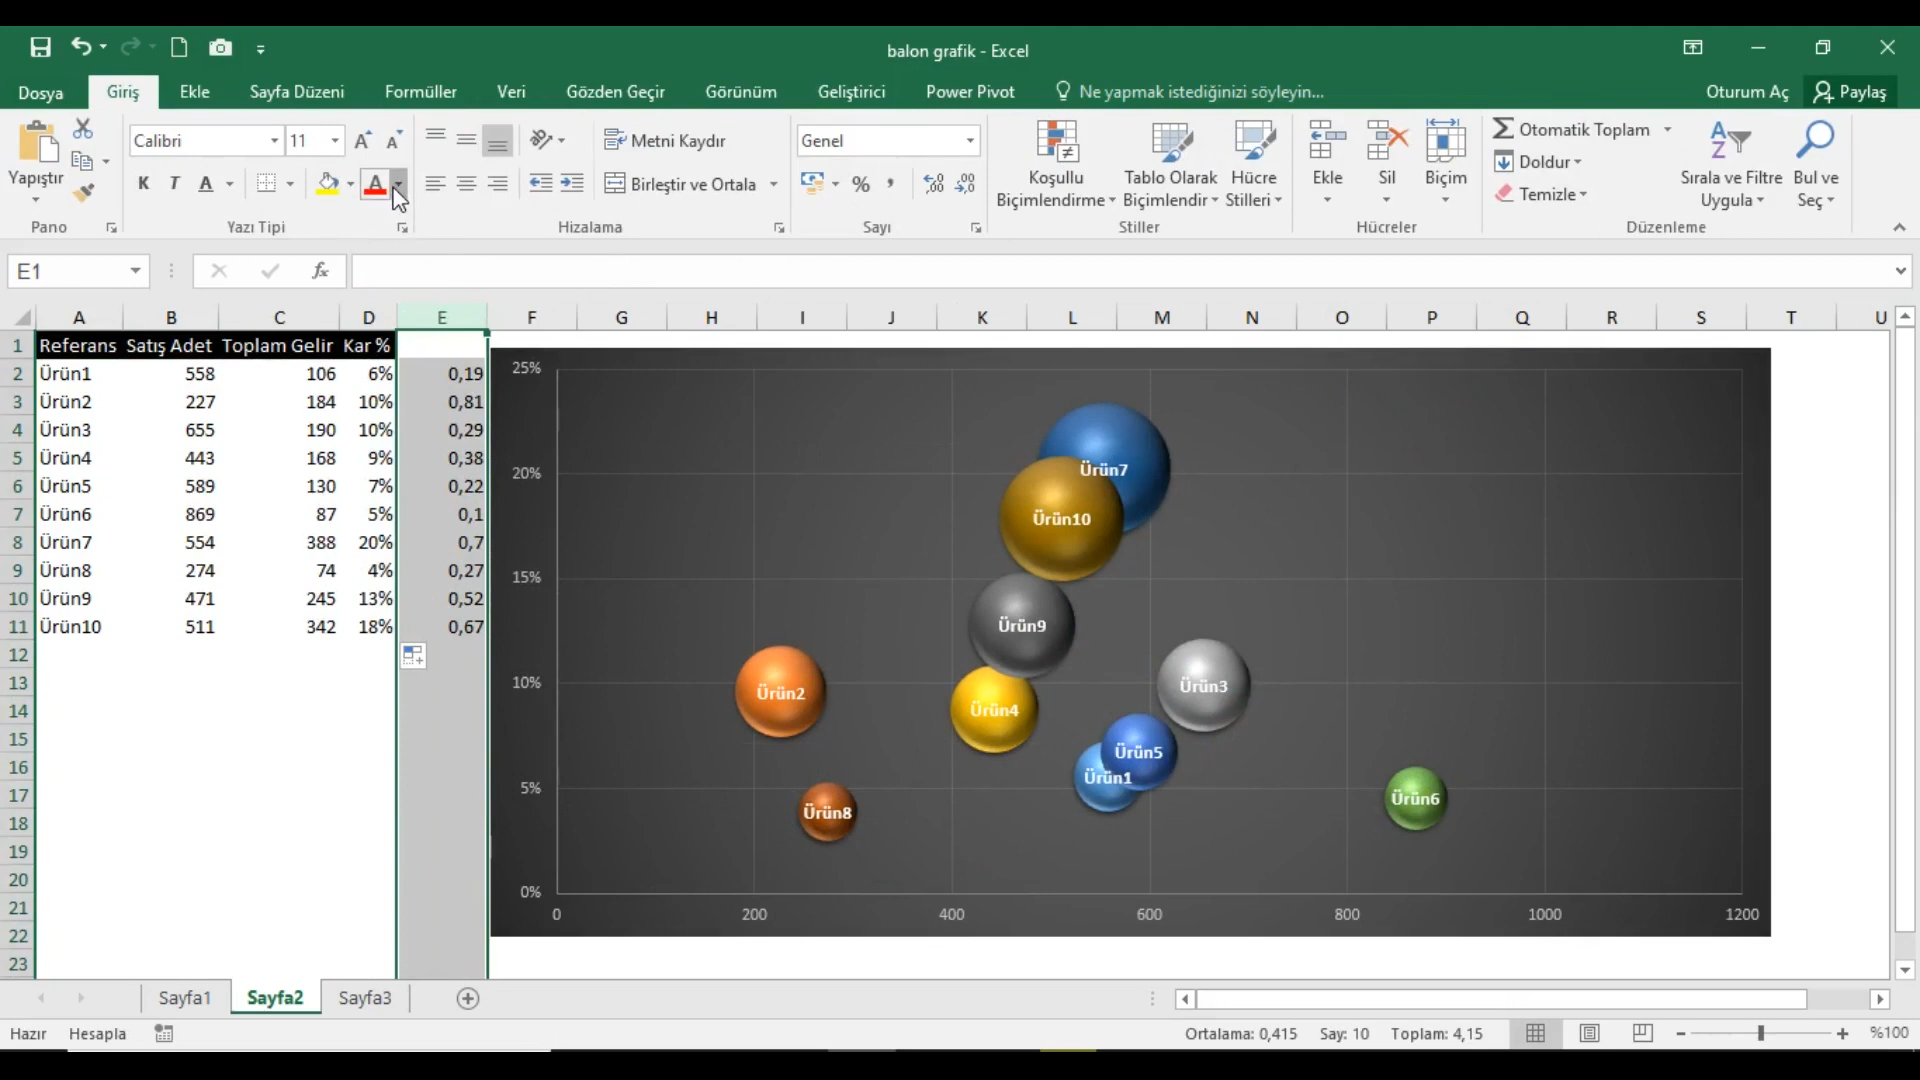 balon grafik - Excel
Dosya Giriş Ekle Sayfa Düzeni Formüller Veri Gözden Geçir Görünüm Geliştirici Power Pivot Ne yapmak istediğinizi söyleyin... Oturum Aç Paylaş
Yapıştır
Pano
Calibri 11
K T A A
Yazı Tipi
Metni Kaydır
Birleştir ve Ortala
Hizalama
Genel
% ,
Sayı
Koşullu Biçimlendirme
Tablo Olarak Biçimlendir
Hücre Stilleri
Stiller
Ekle Sil Biçim
Hücreler
Otomatik Toplam
Doldur
Temizle
Sırala ve Filtre Uygula
Bul ve Seç
Düzenleme
E1 fx
A B C D E F G H I J K L M N O P Q R S T U
1 Referans Satış Adet Toplam Gelir Kar %
2 Ürün1 558 106 6% 0,19
3 Ürün2 227 184 10% 0,81
4 Ürün3 655 190 10% 0,29
5 Ürün4 443 168 9% 0,38
6 Ürün5 589 130 7% 0,22
7 Ürün6 869 87 5% 0,1
8 Ürün7 554 388 20% 0,7
9 Ürün8 274 74 4% 0,27
10 Ürün9 471 245 13% 0,52
11 Ürün10 511 342 18% 0,67
12
13
14
15
16
17
18
19
20
21
22
23
25%
20%
15%
10%
5%
0%
0 200 400 600 800 1000 1200
Ürün7
Ürün10
Ürün9
Ürün3
Ürün2
Ürün4
Ürün5
Ürün1
Ürün6
Ürün8
Sayfa1 Sayfa2 Sayfa3
Hazır Hesapla Ortalama: 0,415 Say: 10 Toplam: 4,15 %100